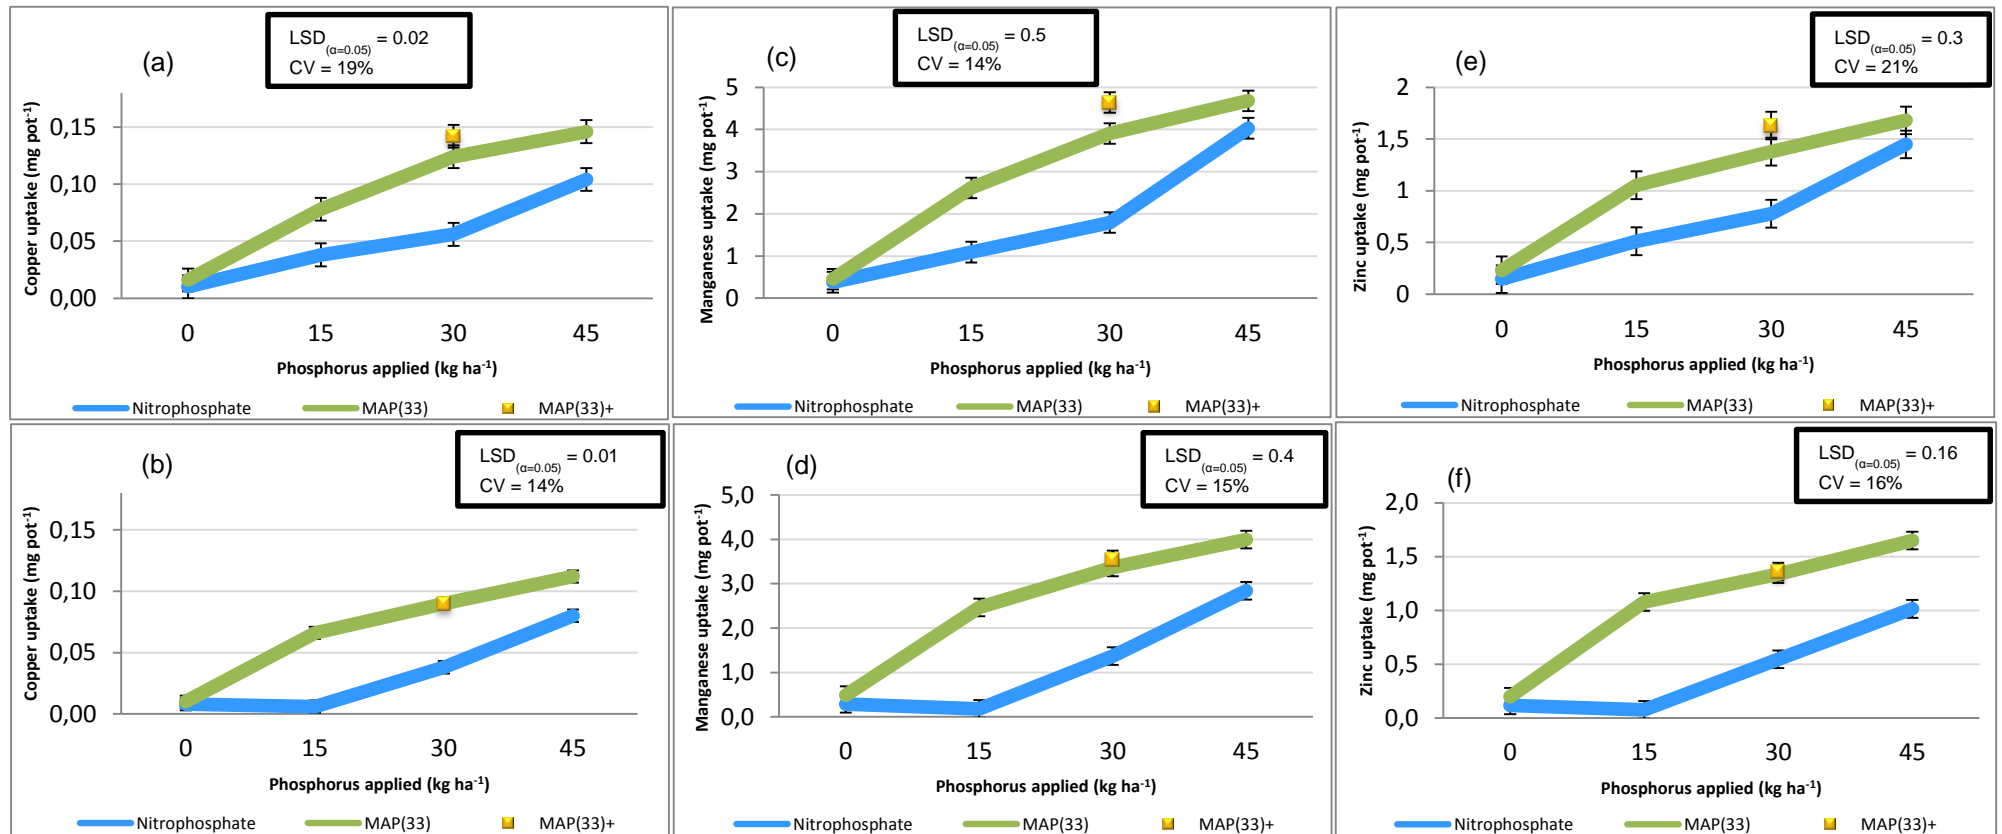 (a)
LSD(α=0.05) = 0.02
CV = 19%
Copper uptake (mg pot-1)
0,15
0,10
0,05
0,00
0 15 30 45
Phosphorus applied (kg ha-1)
Nitrophosphate MAP(33) MAP(33)+
(c)
LSD(α=0.05) = 0.5
CV = 14%
Manganese uptake (mg pot-1)
5
4
3
2
1
0
0 15 30 45
Phosphorus applied (kg ha-1)
Nitrophosphate MAP(33) MAP(33)+
(e)
LSD(α=0.05) = 0.3
CV = 21%
Zinc uptake (mg pot-1)
2
1,5
1
0,5
0
0 15 30 45
Phosphorus applied (kg ha-1)
Nitrophosphate MAP(33) MAP(33)+
(b)
LSD(α=0.05) = 0.01
CV = 14%
Copper uptake (mg pot-1)
0,15
0,10
0,05
0,00
0 15 30 45
Phosphorus applied (kg ha-1)
Nitrophosphate MAP(33) MAP(33)+
(d)
LSD(α=0.05) = 0.4
CV = 15%
Manganese uptake (mg pot-1)
5,0
4,0
3,0
2,0
1,0
0,0
0 15 30 45
Phosphorus applied (kg ha-1)
Nitrophosphate MAP(33) MAP(33)+
(f)
LSD(α=0.05) = 0.16
CV = 16%
Zinc uptake (mg pot-1)
2,0
1,5
1,0
0,5
0,0
0 15 30 45
Phosphorus applied (kg ha-1)
Nitrophosphate MAP(33) MAP(33)+